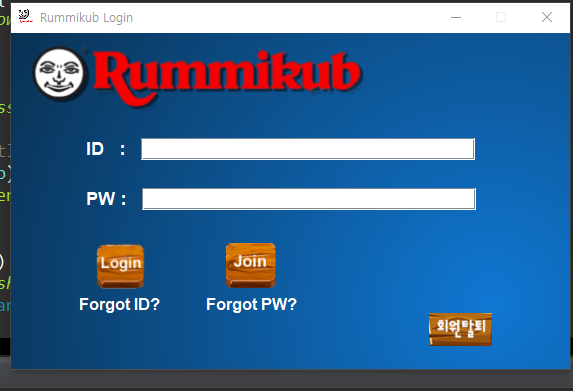 Rummikub Login
Rummikub
ID :
PW :
Login Join
Forgot ID? Forgot PW?
회원탈퇴